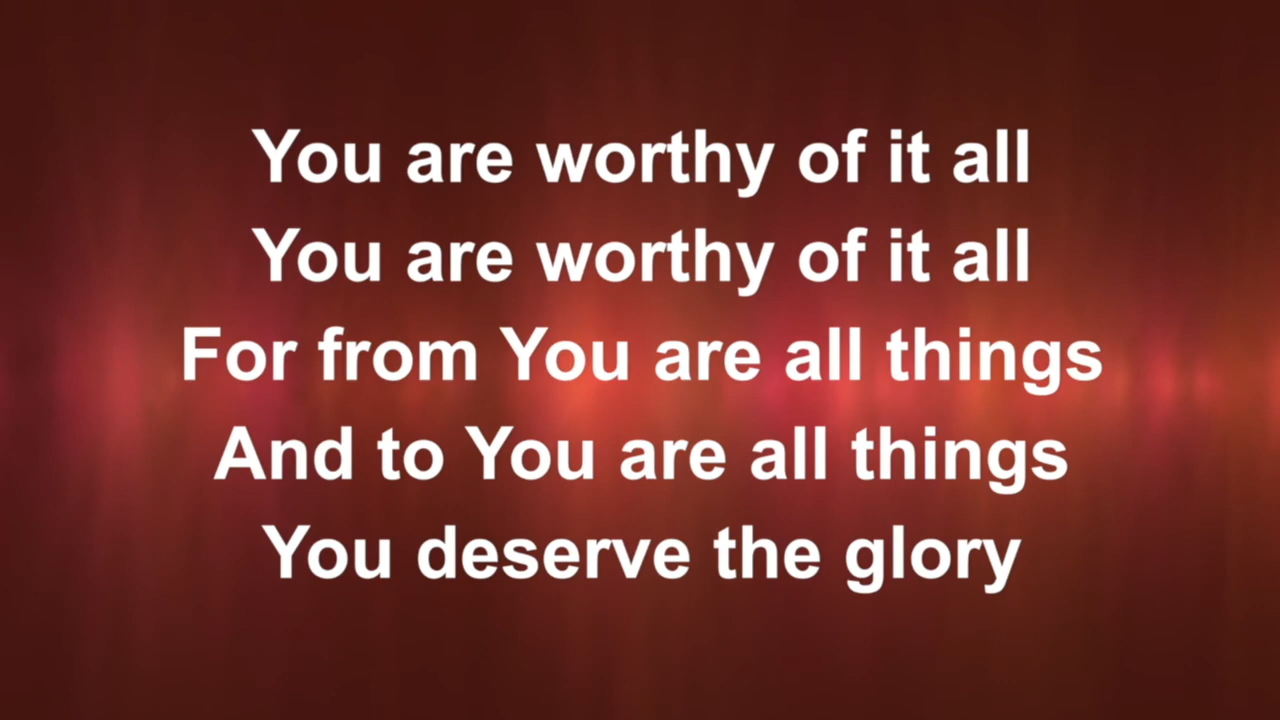 You are worthy of it all
You are worthy of it all
For from You are all things
And to You are all things
You deserve the glory